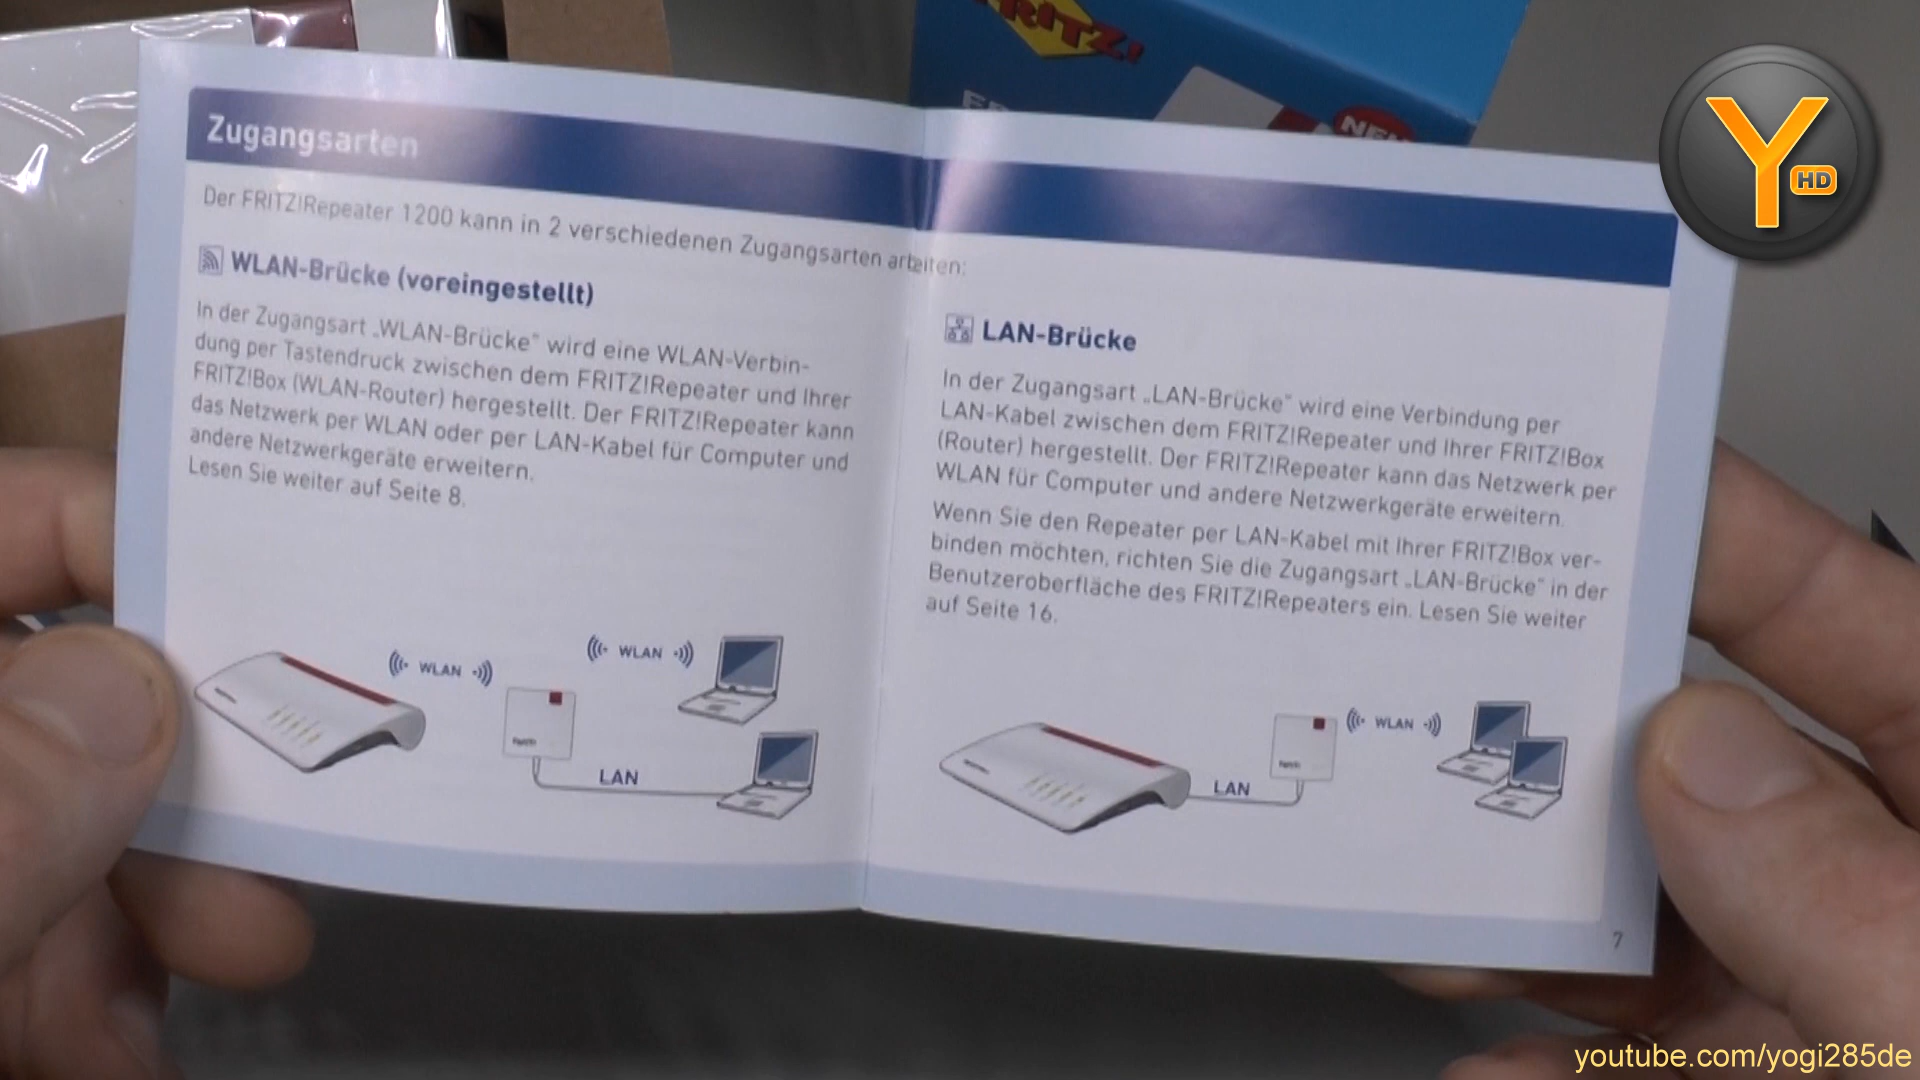 FRITZ!
NEU
Y
HD
Zugangsarten
Der FRITZ!Repeater 1200 kann in 2 verschiedenen Zugangsarten arbeiten:
WLAN-Brücke (voreingestellt)
In der Zugangsart „WLAN-Brücke“ wird eine WLAN-Verbin-
dung per Tastendruck zwischen dem FRITZ!Repeater und Ihrer
FRITZ!Box (WLAN-Router) hergestellt. Der FRITZ!Repeater kann
das Netzwerk per WLAN oder per LAN-Kabel für Computer und
andere Netzwerkgeräte erweitern.
Lesen Sie weiter auf Seite 8.
WLAN
WLAN
LAN
LAN-Brücke
In der Zugangsart „LAN-Brücke“ wird eine Verbindung per
LAN-Kabel zwischen dem FRITZ!Repeater und Ihrer FRITZ!Box
(Router) hergestellt. Der FRITZ!Repeater kann das Netzwerk per
WLAN für Computer und andere Netzwerkgeräte erweitern.
Wenn Sie den Repeater per LAN-Kabel mit Ihrer FRITZ!Box ver-
binden möchten, richten Sie die Zugangsart „LAN-Brücke“ in der
Benutzeroberfläche des FRITZ!Repeaters ein. Lesen Sie weiter
auf Seite 16.
WLAN
LAN
7
youtube.com/yogi285de